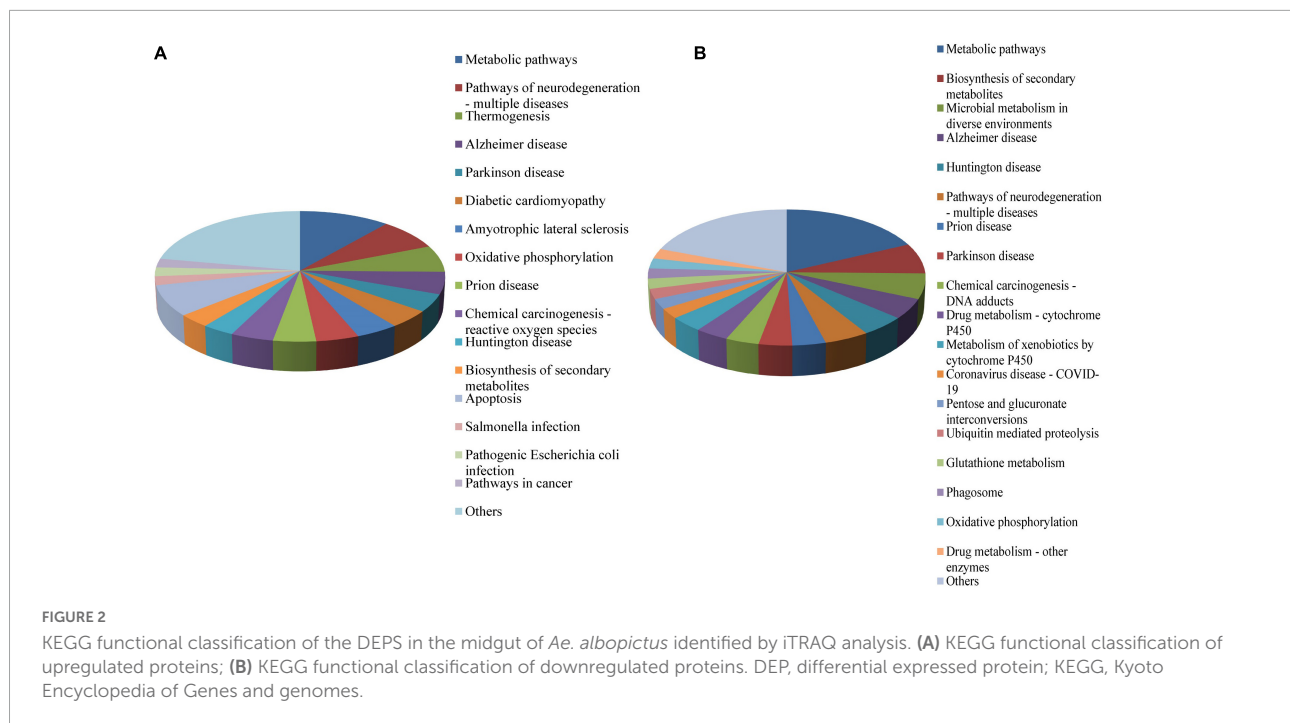 A
Metabolic pathways
Pathways of neurodegeneration
- multiple diseases
Thermogenesis
Alzheimer disease
Parkinson disease
Diabetic cardiomyopathy
Amyotrophic lateral sclerosis
Oxidative phosphorylation
Prion disease
Chemical carcinogenesis -
reactive oxygen species
Huntington disease
Biosynthesis of secondary
metabolites
Apoptosis
Salmonella infection
Pathogenic Escherichia coli
infection
Pathways in cancer
Others
B
Metabolic pathways
Biosynthesis of secondary
metabolites
Microbial metabolism in
diverse environments
Alzheimer disease
Huntington disease
Pathways of neurodegeneration
- multiple diseases
Prion disease
Parkinson disease
Chemical carcinogenesis -
DNA adducts
Drug metabolism - cytochrome
P450
Metabolism of xenobiotics by
cytochrome P450
Coronavirus disease - COVID-
19
Pentose and glucuronate
interconversions
Ubiquitin mediated proteolysis
Glutathione metabolism
Phagosome
Oxidative phosphorylation
Drug metabolism - other
enzymes
Others
FIGURE 2
KEGG functional classification of the DEPS in the midgut of Ae. albopictus identified by iTRAQ analysis. (A) KEGG functional classification of
upregulated proteins; (B) KEGG functional classification of downregulated proteins. DEP, differential expressed protein; KEGG, Kyoto
Encyclopedia of Genes and genomes.